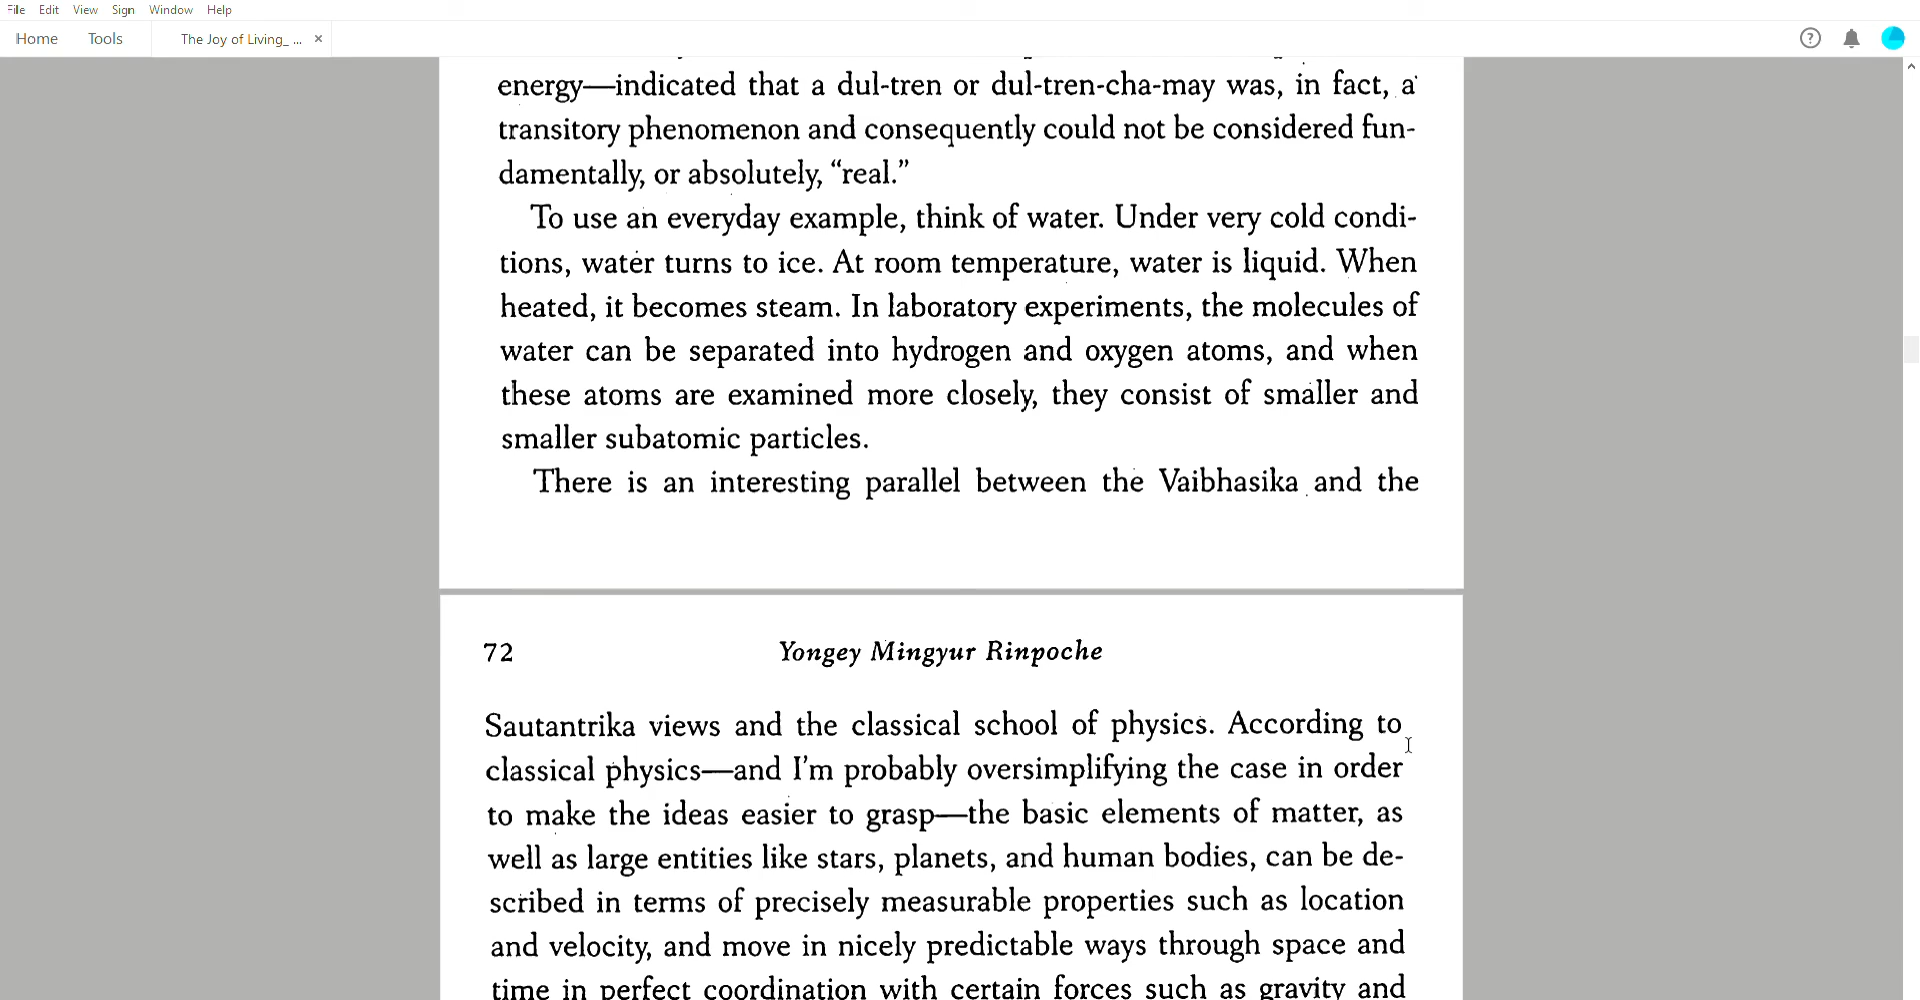 File Edit View Sign Window Help
Home Tools The Joy of Living_ ... ×
energy—indicated that a dul-tren or dul-tren-cha-may was, in fact, a
transitory phenomenon and consequently could not be considered fun-
damentally, or absolutely, “real.”
To use an everyday example, think of water. Under very cold condi-
tions, water turns to ice. At room temperature, water is liquid. When
heated, it becomes steam. In laboratory experiments, the molecules of
water can be separated into hydrogen and oxygen atoms, and when
these atoms are examined more closely, they consist of smaller and
smaller subatomic particles.
There is an interesting parallel between the Vaibhasika and the
72 Yongey Mingyur Rinpoche
Sautantrika views and the classical school of physics. According to
classical physics—and I’m probably oversimplifying the case in order
to make the ideas easier to grasp—the basic elements of matter, as
well as large entities like stars, planets, and human bodies, can be de-
scribed in terms of precisely measurable properties such as location
and velocity, and move in nicely predictable ways through space and
time in perfect coordination with certain forces such as gravity and